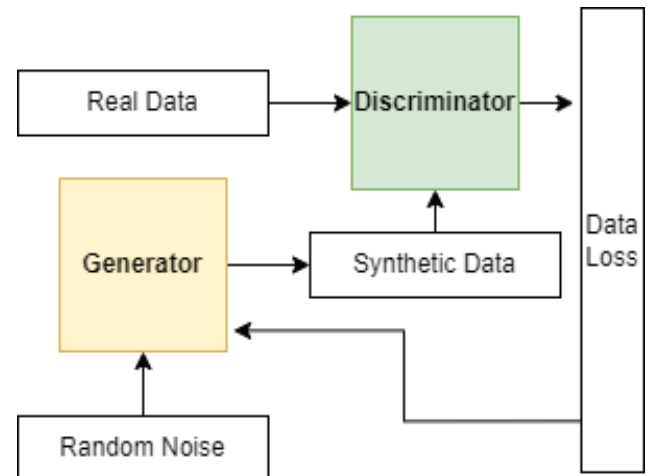 Real Data
Discriminator
Generator
Synthetic Data
Data
Loss
Random Noise